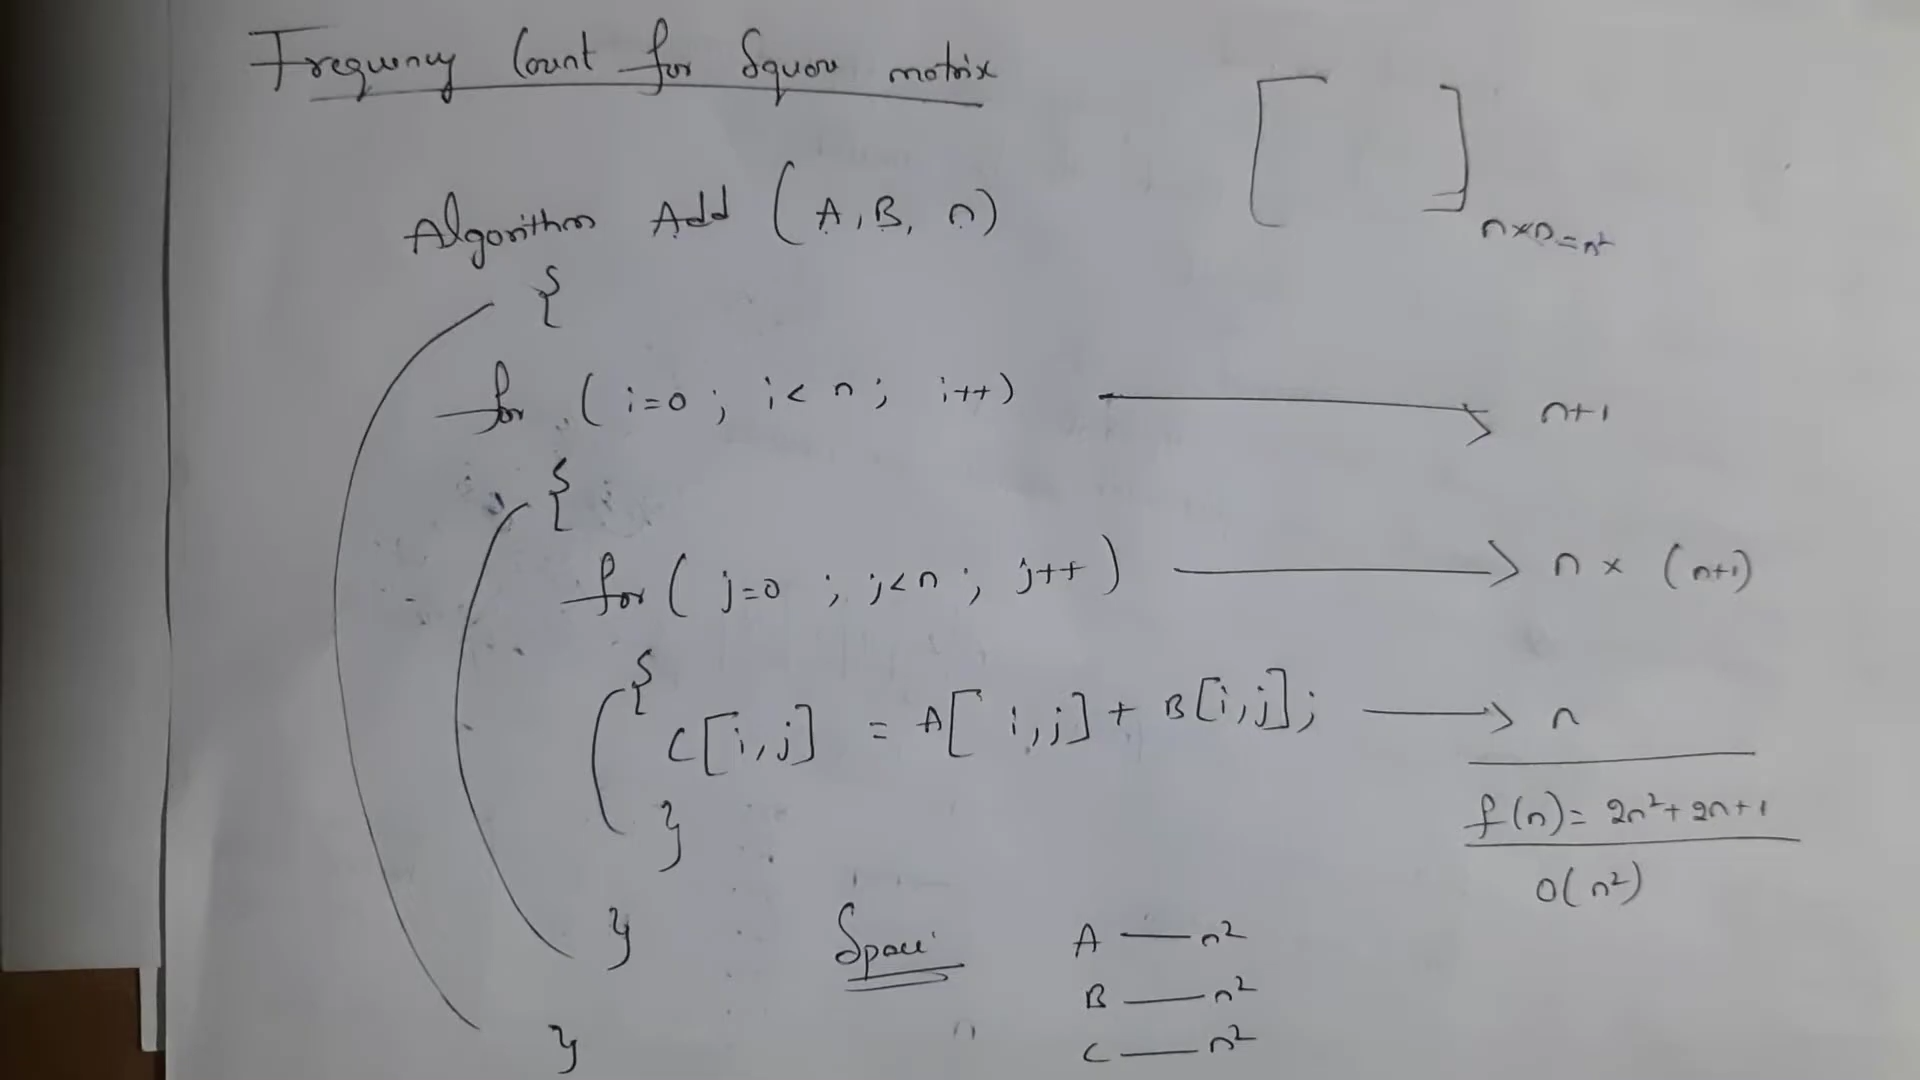 Frequency Count for Square matrix
n×n=n²
Algorithm Add (A, B, n)
{
for (i=0; i<n; i++) → n+1
{
for (j=0; j<n; j++) → n × (n+1)
{
C[i,j] = A[i,j] + B[i,j]; → n
}
f(n)= 2n²+2n+1
O(n²)
}
Space:
A — n²
B — n²
C — n²
}